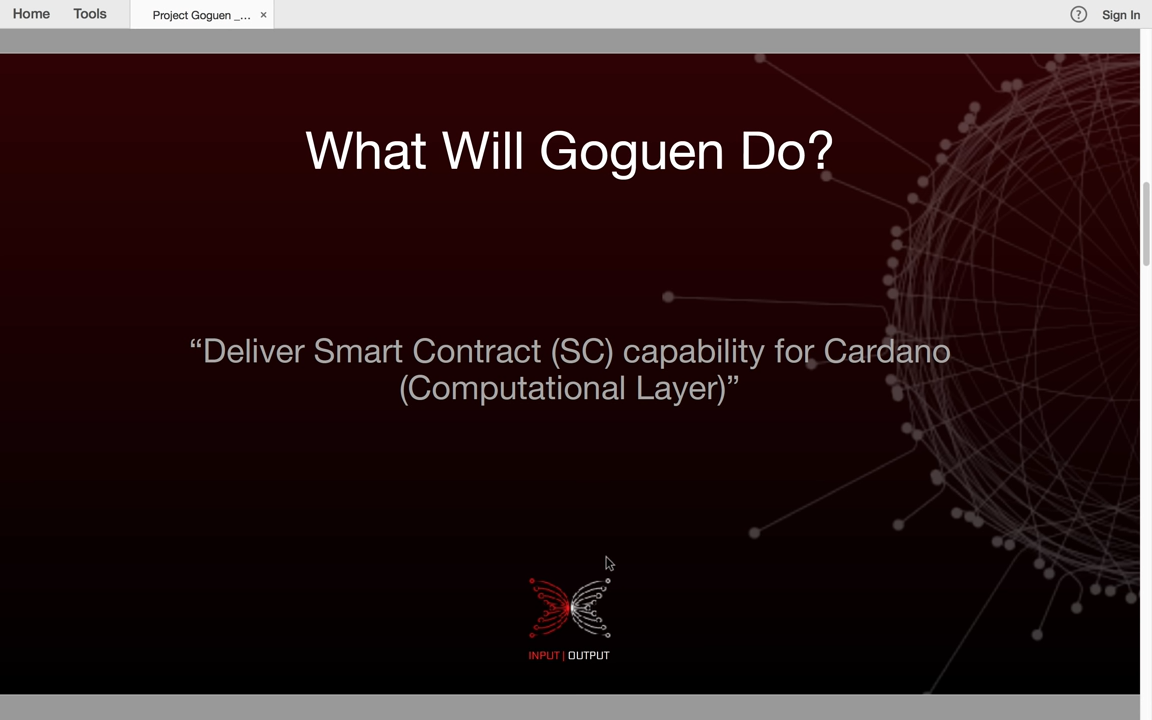 Home Tools Project Goguen _... × ? Sign In
What Will Goguen Do?
“Deliver Smart Contract (SC) capability for Cardano
(Computational Layer)”
INPUT | OUTPUT